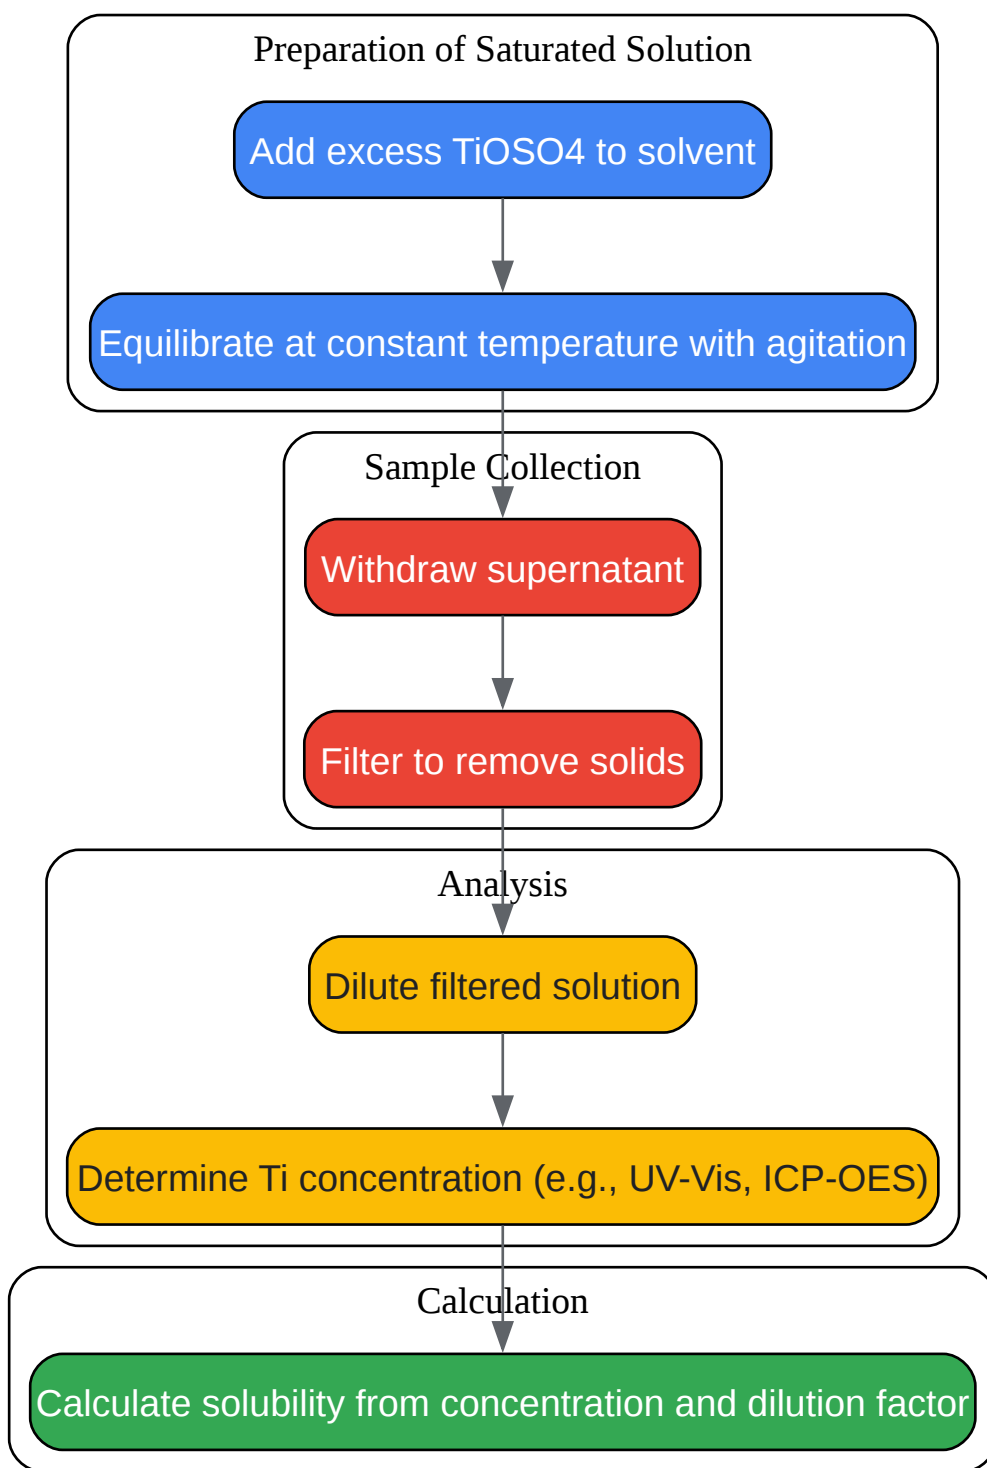 Preparation of Saturated Solution
Add excess TiOSO4 to solvent
Equilibrate at constant temperature with agitation
Sample Collection
Withdraw supernatant
Filter to remove solids
Analysis
Dilute filtered solution
Determine Ti concentration (e.g., UV-Vis, ICP-OES)
Calculation
Calculate solubility from concentration and dilution factor